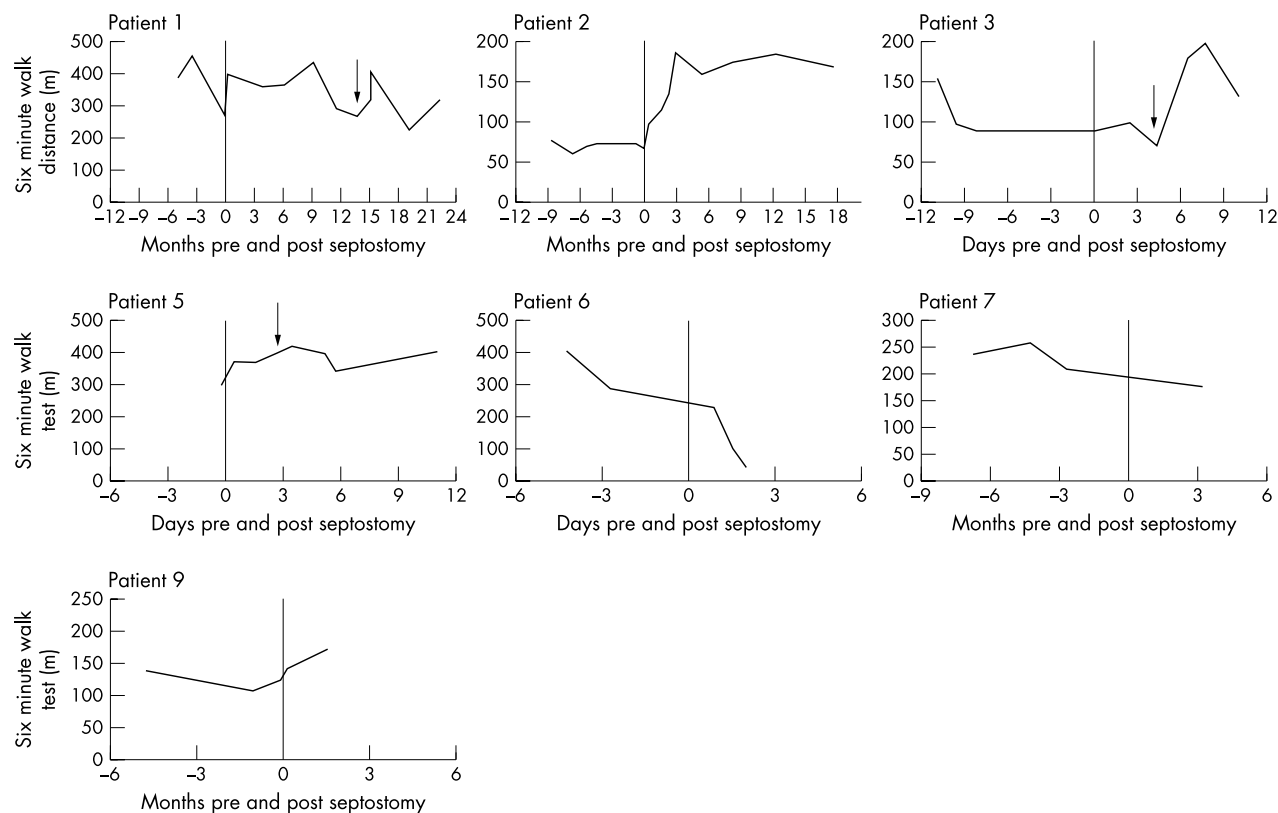 Patient 1
Six minute walk
distance (m)
500
400
300
200
100
0
−12 −9 −6 −3 0 3 6 9 12 15 18 21 24
Months pre and post septostomy
Patient 2
200
150
100
50
0
−12 −9 −6 −3 0 3 6 9 12 15 18
Months pre and post septostomy
Patient 3
200
150
100
50
0
−12 −9 −6 −3 0 3 6 9 12
Days pre and post septostomy
Patient 5
Six minute walk
test (m)
500
400
300
200
100
0
−6 −3 0 3 6 9 12
Days pre and post septostomy
Patient 6
500
400
300
200
100
0
−6 −3 0 3 6
Days pre and post septostomy
Patient 7
300
250
200
150
100
50
0
−9 −6 −3 0 3 6
Months pre and post septostomy
Patient 9
Six minute walk
test (m)
250
200
150
100
50
0
−6 −3 0 3 6
Months pre and post septostomy